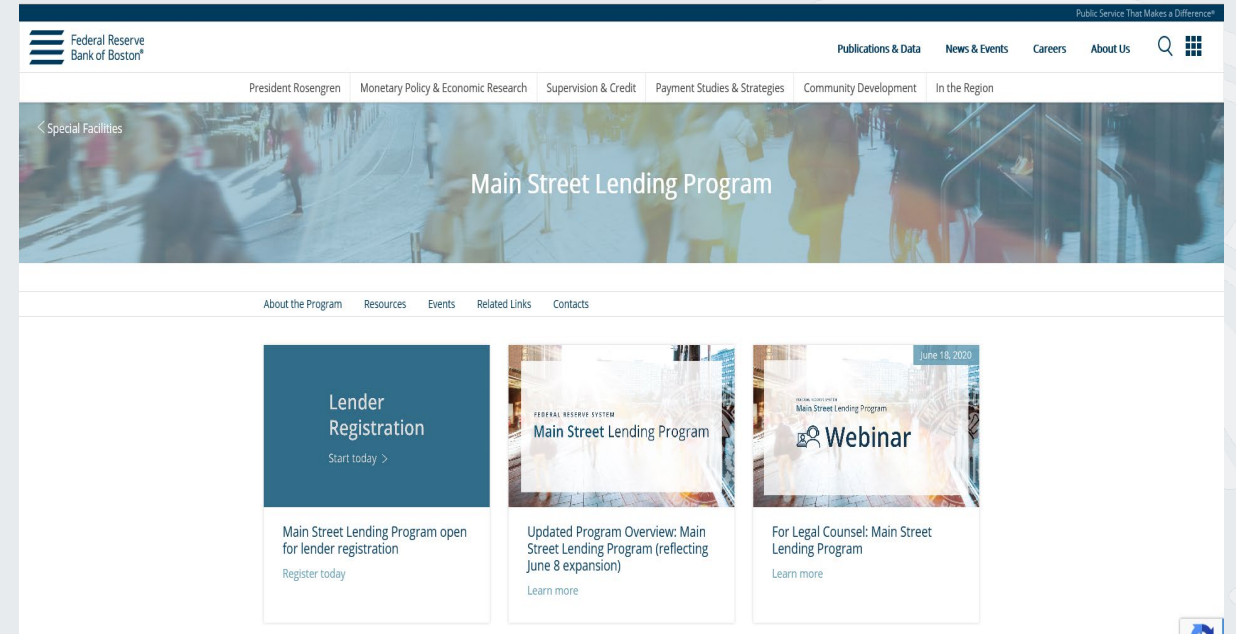 Public Service That Makes a Difference®
Federal Reserve
Bank of Boston®
Publications & Data News & Events Careers About Us
President Rosengren Monetary Policy & Economic Research Supervision & Credit Payment Studies & Strategies Community Development In the Region
< Special Facilities
Main Street Lending Program
About the Program Resources Events Related Links Contacts
Lender
Registration
Start today >
Main Street Lending Program open
for lender registration
Register today
FEDERAL RESERVE SYSTEM
Main Street Lending Program
Updated Program Overview: Main
Street Lending Program (reflecting
June 8 expansion)
Learn more
June 18, 2020
FEDERAL RESERVE SYSTEM
Main Street Lending Program
Webinar
For Legal Counsel: Main Street
Lending Program
Learn more